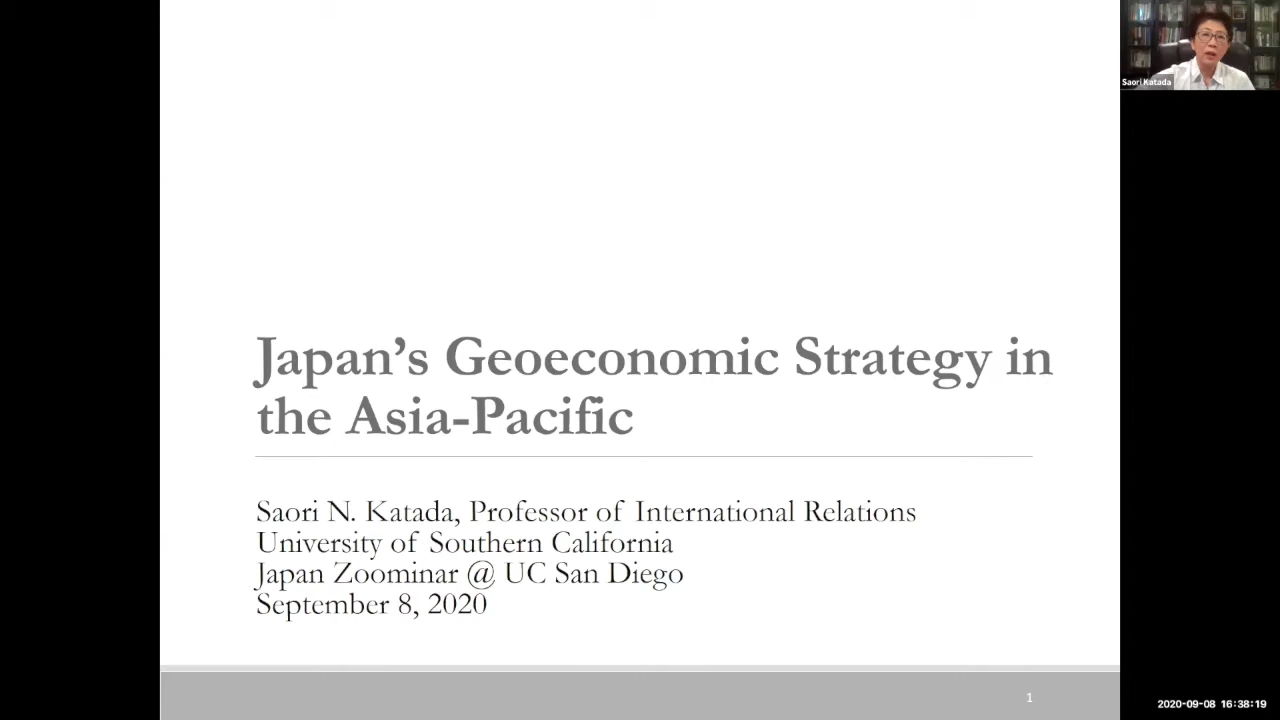 Saori Katada
Japan's Geoeconomic Strategy in
the Asia-Pacific
Saori N. Katada, Professor of International Relations
University of Southern California
Japan Zoominar @ UC San Diego
September 8, 2020
1
2020-09-08 16:38:19